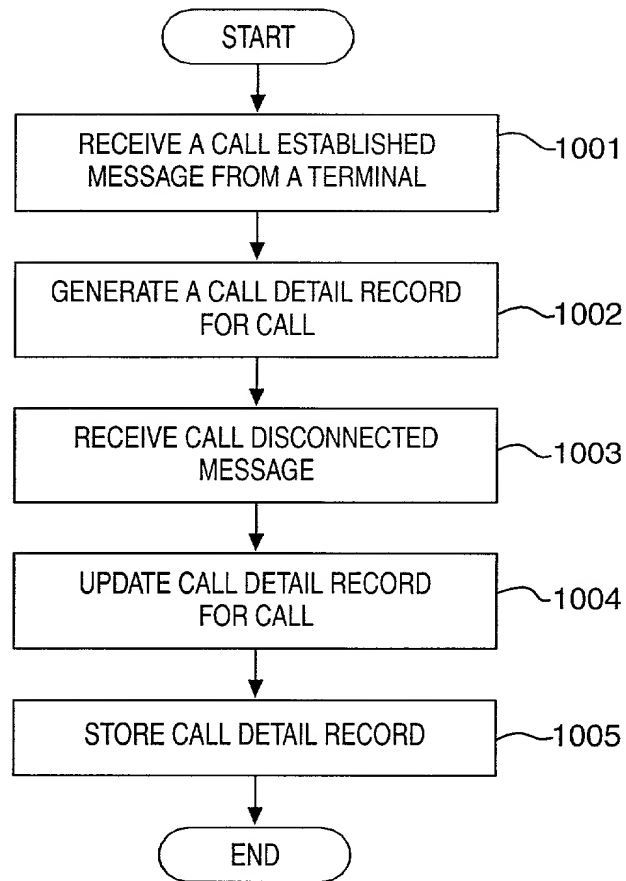 START
RECEIVE A CALL ESTABLISHED
MESSAGE FROM A TERMINAL
1001
GENERATE A CALL DETAIL RECORD
FOR CALL
1002
RECEIVE CALL DISCONNECTED
MESSAGE
1003
UPDATE CALL DETAIL RECORD
FOR CALL
1004
STORE CALL DETAIL RECORD
1005
END